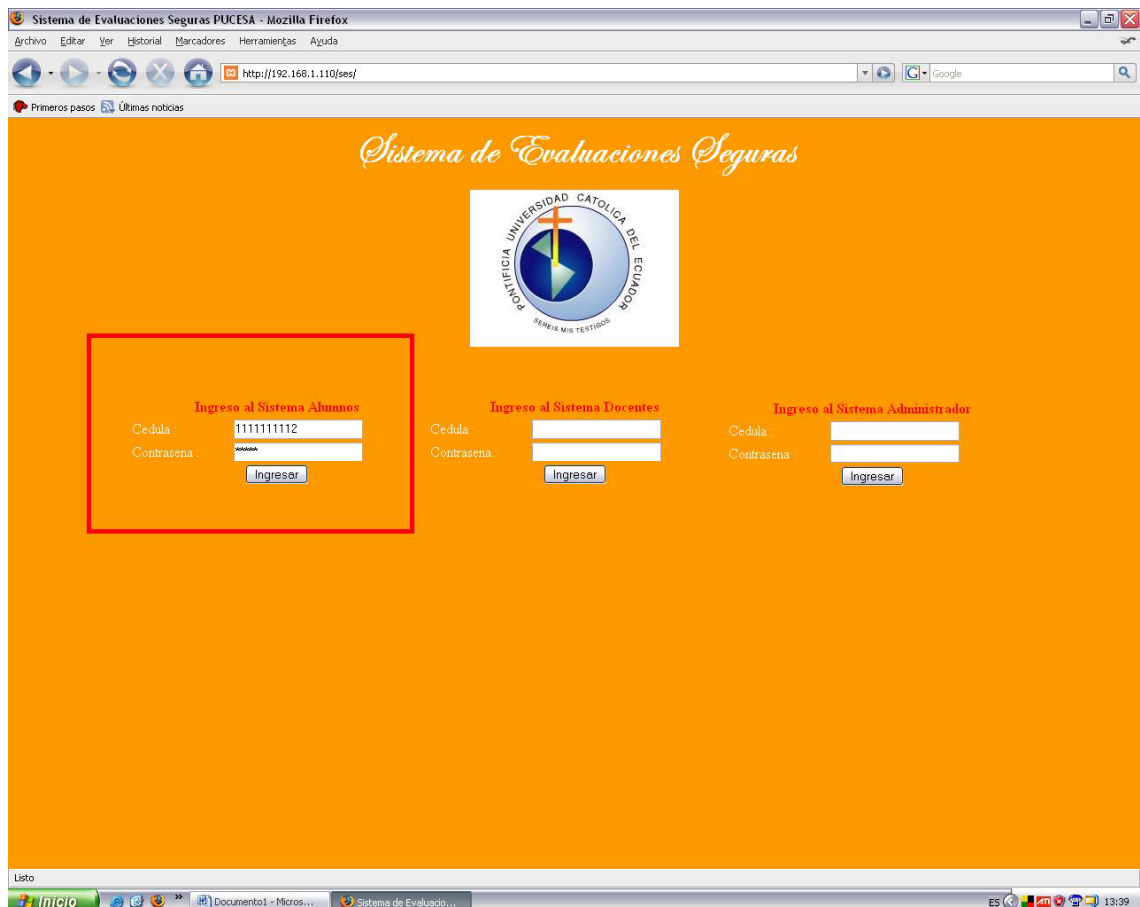 Sistema de Evaluaciones Seguras PUCESA - Mozilla Firefox
Archivo Editar Ver Historial Marcadores Herramientas Ayuda
http://192.168.1.110/ses/
G Google
Primeros pasos Últimas noticias
Sistema de Evaluaciones Seguras
PONTIFICIA UNIVERSIDAD CATOLICA DEL ECUADOR
SEREIS MIS TESTIGOS
Ingreso al Sistema Alumnos
Cedula : 1111111112
Contrasena : ******
Ingresar
Ingreso al Sistema Docentes
Cedula :
Contrasena :
Ingresar
Ingreso al Sistema Administrador
Cedula :
Contrasena :
Ingresar
Listo
Inicio
Documento1 - Micros...
Sistema de Evaluacio...
ES
ATI
13:39